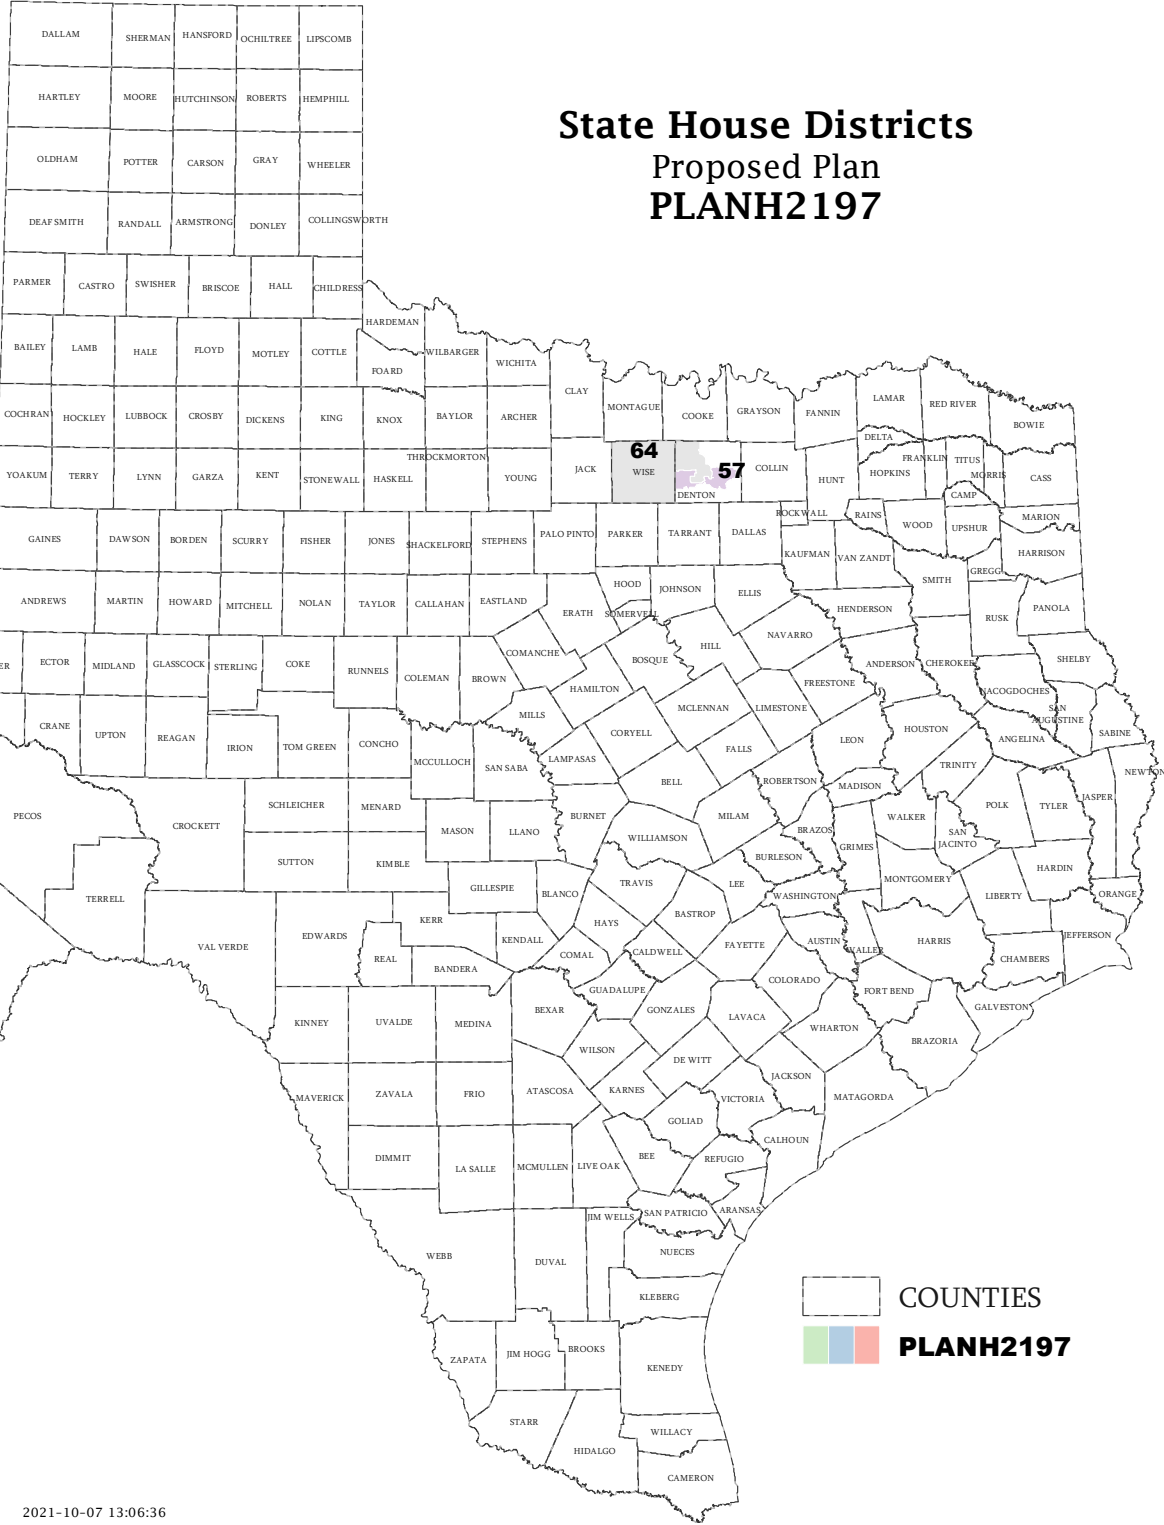 State House Districts
Proposed Plan
PLANH2197
DALLAM
SHERMAN
HANSFORD
OCHILTREE
LIPSCOMB
HARTLEY
MOORE
HUTCHINSON
ROBERTS
HEMPHILL
OLDHAM
POTTER
CARSON
GRAY
WHEELER
DEAF SMITH
RANDALL
ARMSTRONG
DONLEY
COLLINGSWORTH
PARMER
CASTRO
SWISHER
BRISCOE
HALL
CHILDRESS
HARDEMAN
BAILEY
LAMB
HALE
FLOYD
MOTLEY
COTTLE
FOARD
WILBARGER
WICHITA
CLAY
MONTAGUE
COOKE
GRAYSON
FANNIN
LAMAR
RED RIVER
BOWIE
COCHRAN
HOCKLEY
LUBBOCK
CROSBY
DICKENS
KING
KNOX
BAYLOR
ARCHER
DELTA
64
57
YOAKUM
TERRY
LYNN
GARZA
KENT
STONEWALL
HASKELL
THROCKMORTON
YOUNG
JACK
WISE
DENTON
COLLIN
HUNT
HOPKINS
FRANKLIN
TITUS
MORRIS
CASS
CAMP
ROCKWALL
RAINS
WOOD
UPSHUR
MARION
GAINES
DAWSON
BORDEN
SCURRY
FISHER
JONES
SHACKELFORD
STEPHENS
PALO PINTO
PARKER
TARRANT
DALLAS
KAUFMAN
VAN ZANDT
HARRISON
GREGG
SMITH
ANDREWS
MARTIN
HOWARD
MITCHELL
NOLAN
TAYLOR
CALLAHAN
EASTLAND
ERATH
HOOD
SOMERVELL
JOHNSON
ELLIS
HENDERSON
RUSK
PANOLA
NAVARRO
ER
ECTOR
MIDLAND
GLASSCOCK
STERLING
COKE
RUNNELS
COLEMAN
BROWN
COMANCHE
BOSQUE
HILL
ANDERSON
CHEROKEE
SHELBY
HAMILTON
FREESTONE
NACOGDOCHES
MILLS
MCLENNAN
LIMESTONE
SAN
AUGUSTINE
CRANE
UPTON
REAGAN
IRION
TOM GREEN
CONCHO
MCCULLOCH
SAN SABA
LAMPASAS
CORYELL
FALLS
LEON
HOUSTON
ANGELINA
SABINE
TRINITY
NEWTON
BELL
ROBERTSON
MADISON
PECOS
CROCKETT
SCHLEICHER
MENARD
MASON
LLANO
BURNET
WILLIAMSON
MILAM
BRAZOS
GRIMES
WALKER
SAN
JACINTO
POLK
TYLER
JASPER
SUTTON
KIMBLE
BURLESON
TERRELL
GILLESPIE
BLANCO
TRAVIS
LEE
WASHINGTON
MONTGOMERY
LIBERTY
HARDIN
ORANGE
VAL VERDE
EDWARDS
KERR
REAL
KENDALL
BANDERA
HAYS
COMAL
CALDWELL
BASTROP
FAYETTE
AUSTIN
WALLER
HARRIS
JEFFERSON
CHAMBERS
COLORADO
GUADALUPE
FORT BEND
GALVESTON
KINNEY
UVALDE
MEDINA
BEXAR
GONZALES
LAVACA
WHARTON
BRAZORIA
WILSON
DE WITT
JACKSON
MAVERICK
ZAVALA
FRIO
ATASCOSA
KARNES
VICTORIA
MATAGORDA
GOLIAD
CALHOUN
DIMMIT
LA SALLE
MCMULLEN
LIVE OAK
BEE
REFUGIO
JIM WELLS
SAN PATRICIO
ARANSAS
WEBB
DUVAL
NUECES
KLEBERG
ZAPATA
JIM HOGG
BROOKS
KENEDY
STARR
HIDALGO
WILLACY
CAMERON
COUNTIES
PLANH2197
2021-10-07 13:06:36